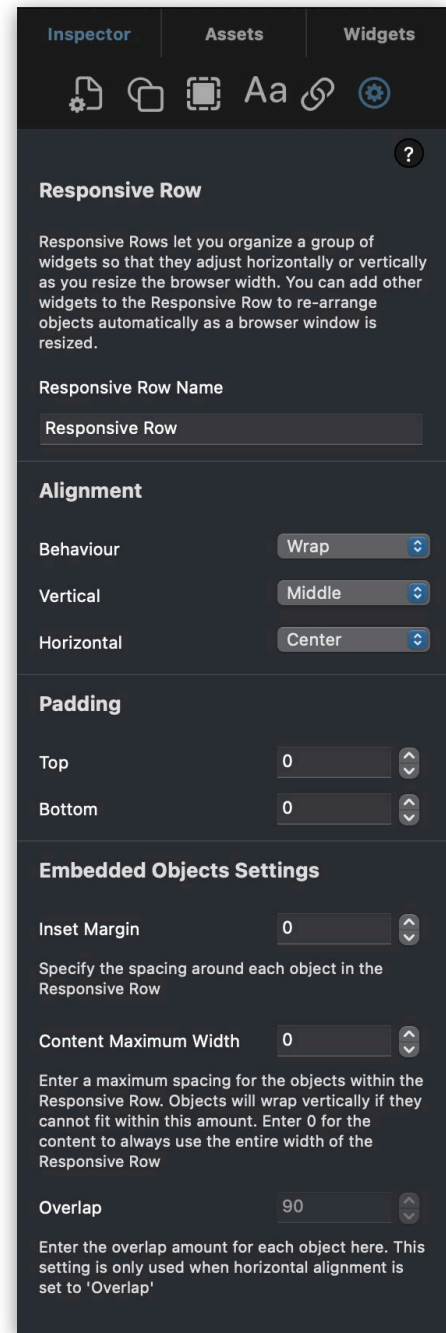 Inspector Assets Widgets
Aa
?
Responsive Row
Responsive Rows let you organize a group of
widgets so that they adjust horizontally or vertically
as you resize the browser width. You can add other
widgets to the Responsive Row to re-arrange
objects automatically as a browser window is
resized.
Responsive Row Name
Responsive Row
Alignment
Behaviour Wrap
Vertical Middle
Horizontal Center
Padding
Top 0
Bottom 0
Embedded Objects Settings
Inset Margin 0
Specify the spacing around each object in the
Responsive Row
Content Maximum Width 0
Enter a maximum spacing for the objects within the
Responsive Row. Objects will wrap vertically if they
cannot fit within this amount. Enter 0 for the
content to always use the entire width of the
Responsive Row
Overlap 90
Enter the overlap amount for each object here. This
setting is only used when horizontal alignment is
set to 'Overlap'